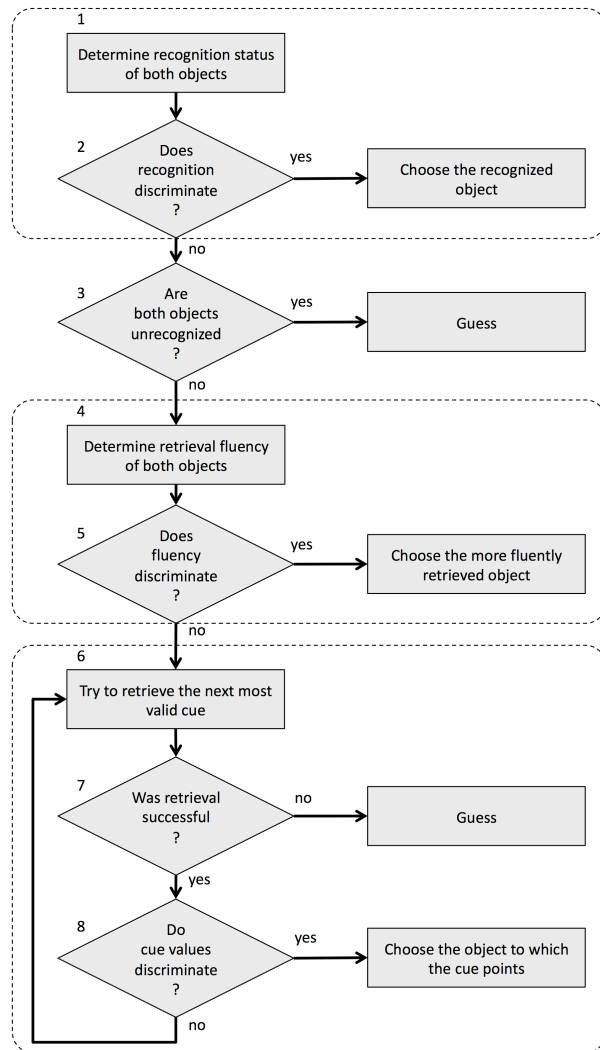 1
Determine recognition status
of both objects
2
Does
recognition
discriminate
?
yes
Choose the recognized
object
no
3
Are
both objects
unrecognized
?
yes
Guess
no
4
Determine retrieval fluency
of both objects
5
Does
fluency
discriminate
?
yes
Choose the more fluently
retrieved object
no
6
Try to retrieve the next most
valid cue
7
Was retrieval
successful
?
no
Guess
yes
8
Do
cue values
discriminate
?
yes
Choose the object to which
the cue points
no